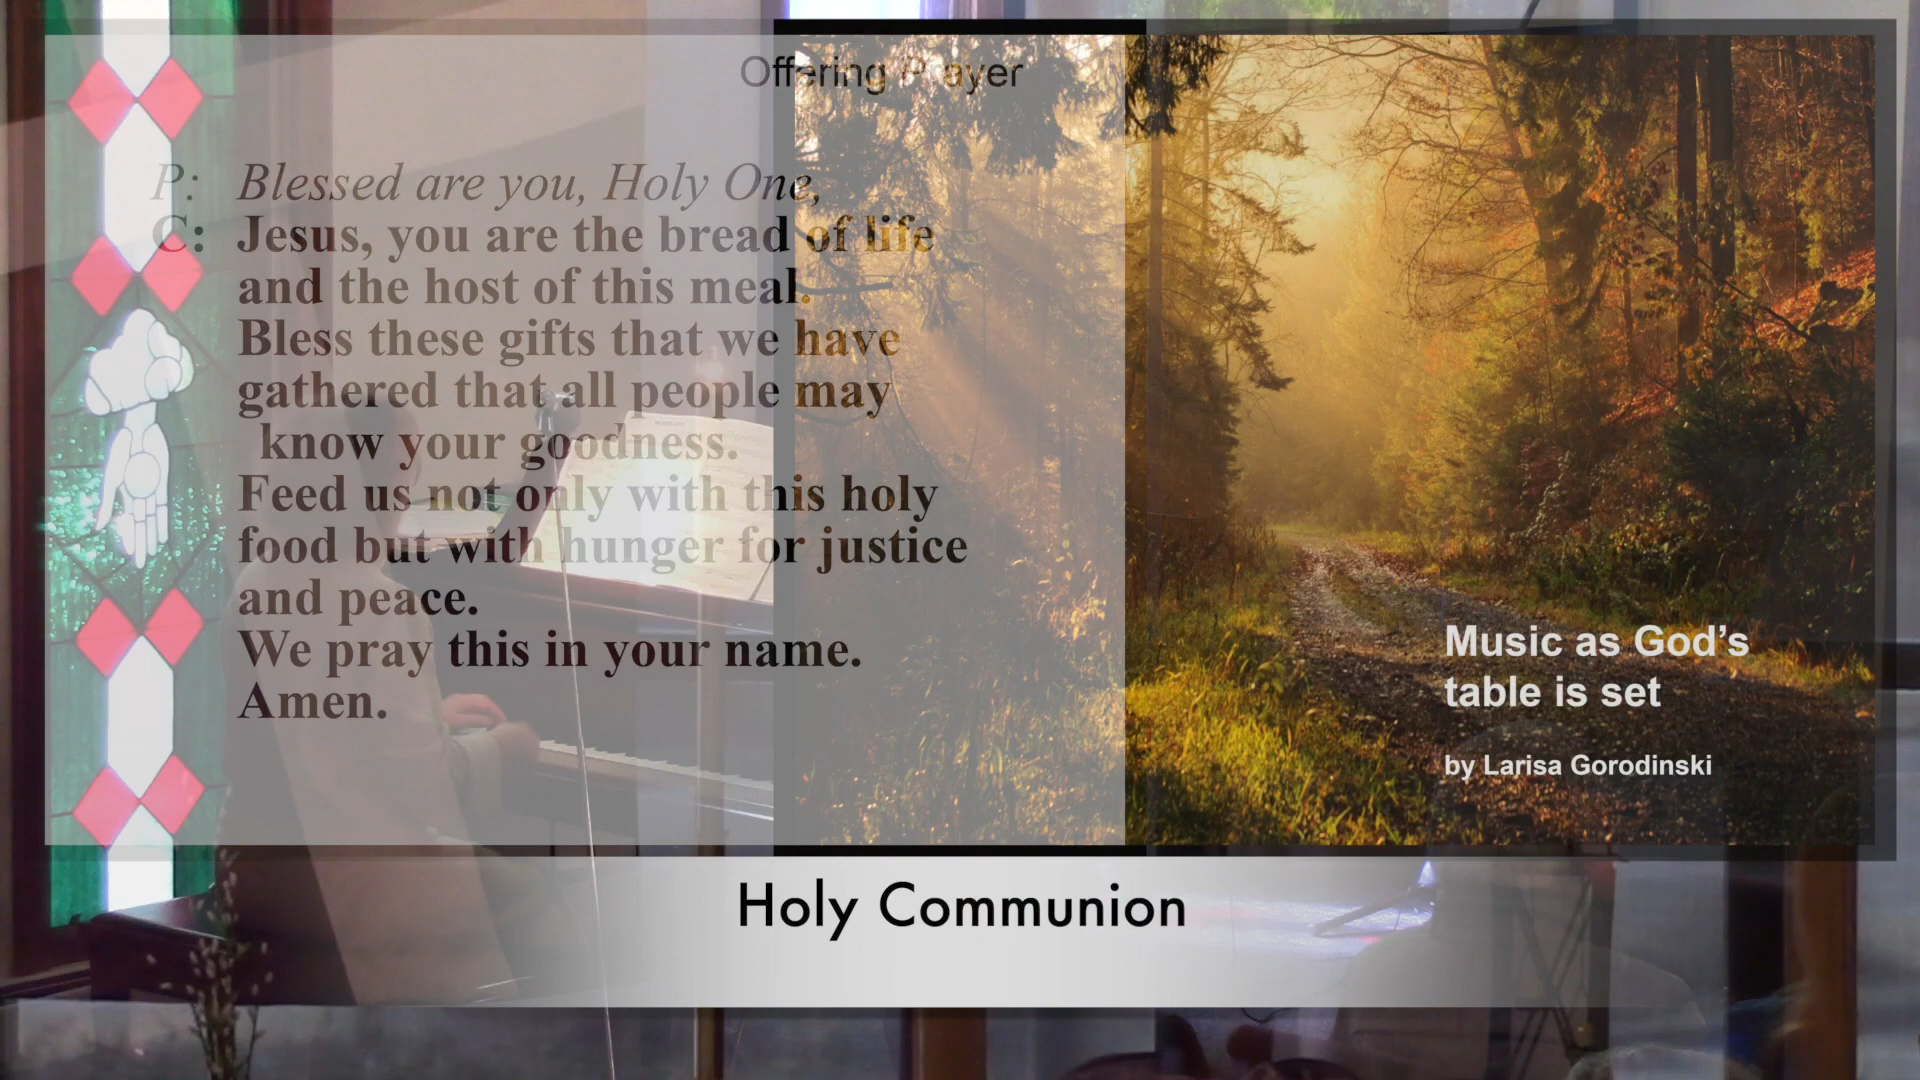 Offering Prayer
P: Blessed are you, Holy One,
C: Jesus, you are the bread of life
and the host of this meal.
Bless these gifts that we have
gathered that all people may
know your goodness.
Feed us not only with this holy
food but with hunger for justice
and peace.
We pray this in your name.
Amen.
Music as God’s
table is set
by Larisa Gorodinski
Holy Communion